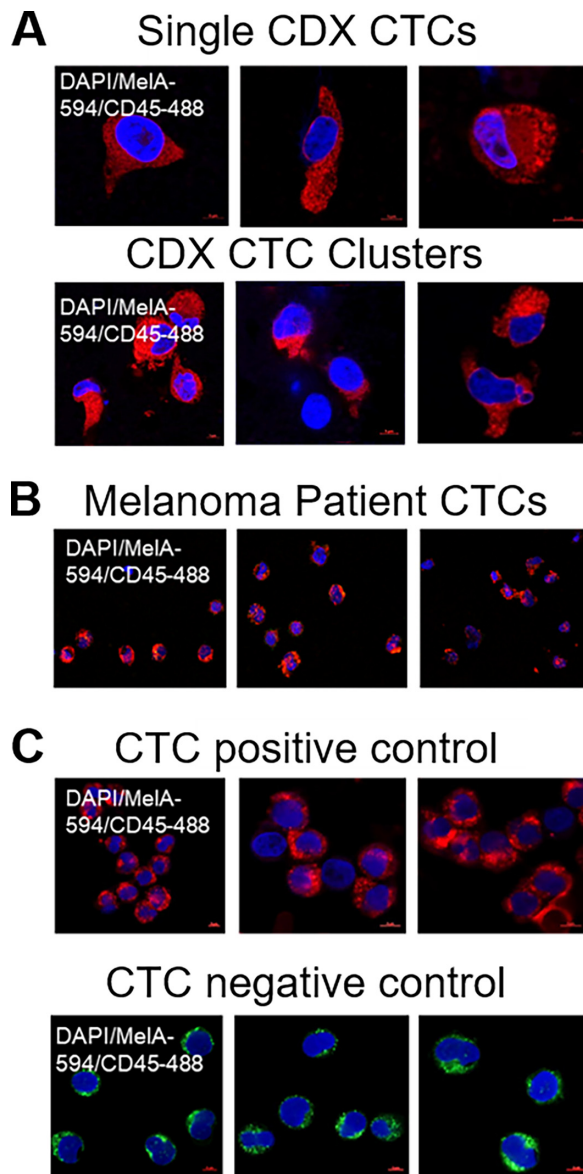 A
Single CDX CTCs
DAPI/MelA-
594/CD45-488
CDX CTC Clusters
DAPI/MelA-
594/CD45-488
B
Melanoma Patient CTCs
DAPI/MelA-
594/CD45-488
C
CTC positive control
DAPI/MelA-
594/CD45-488
CTC negative control
DAPI/MelA-
594/CD45-488